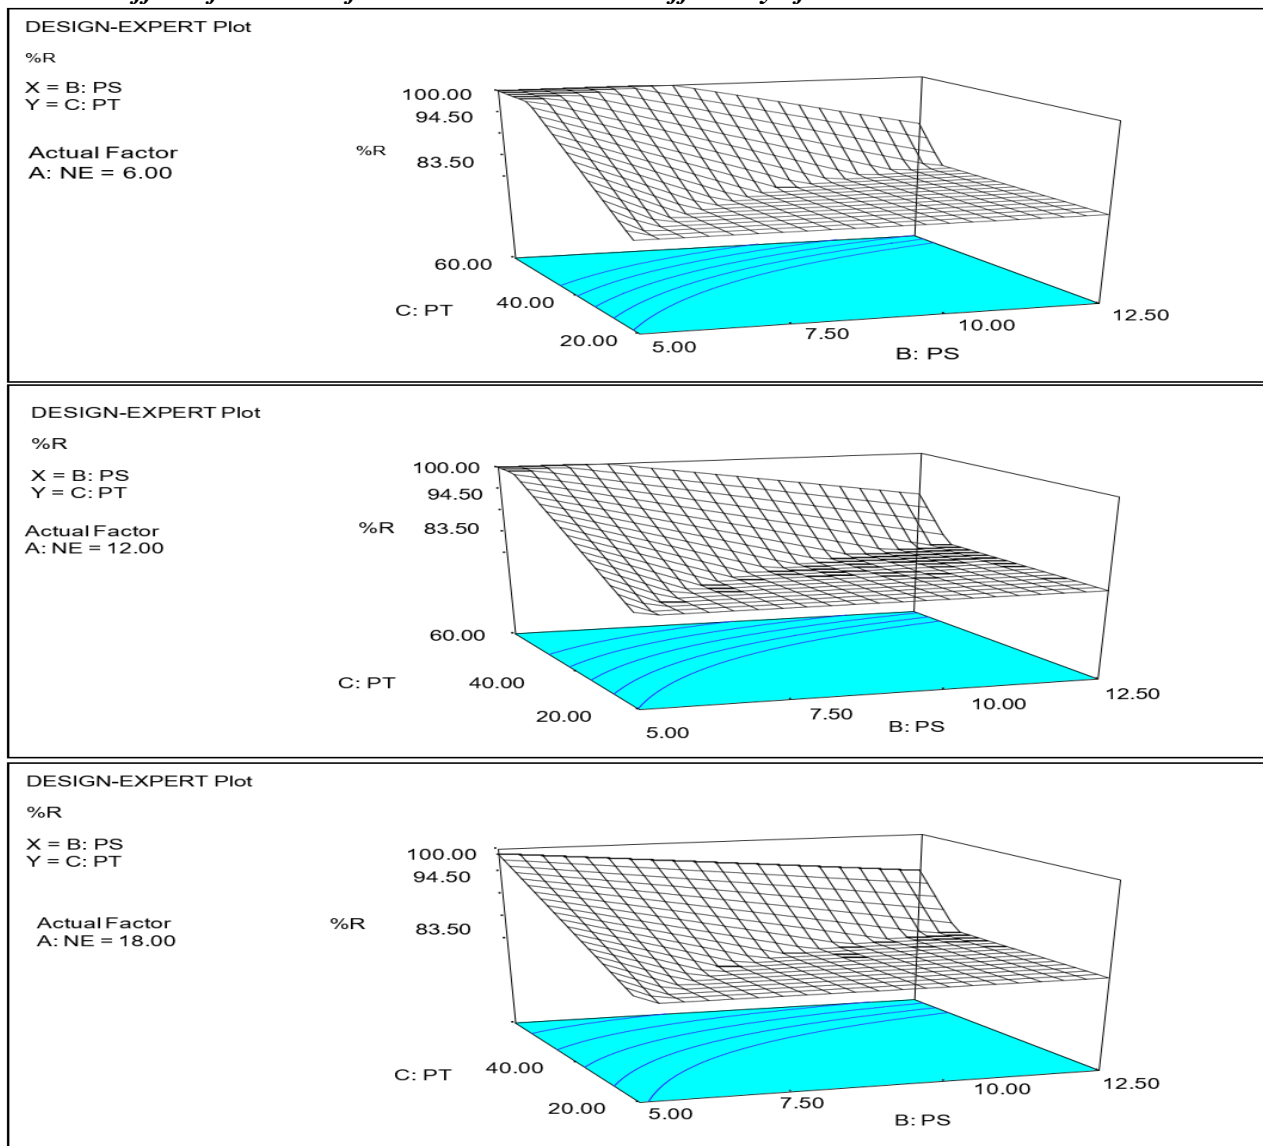 DESIGN-EXPERT Plot
%R
X = B: PS
Y = C: PT
Actual Factor
A: NE = 6.00
%R
100.00
94.50
83.50
60.00
40.00
20.00
C: PT
5.00
7.50
10.00
12.50
B: PS
DESIGN-EXPERT Plot
%R
X = B: PS
Y = C: PT
Actual Factor
A: NE = 12.00
%R
100.00
94.50
83.50
60.00
40.00
20.00
C: PT
5.00
7.50
10.00
12.50
B: PS
DESIGN-EXPERT Plot
%R
X = B: PS
Y = C: PT
Actual Factor
A: NE = 18.00
%R
100.00
94.50
83.50
40.00
20.00
C: PT
5.00
7.50
10.00
12.50
B: PS